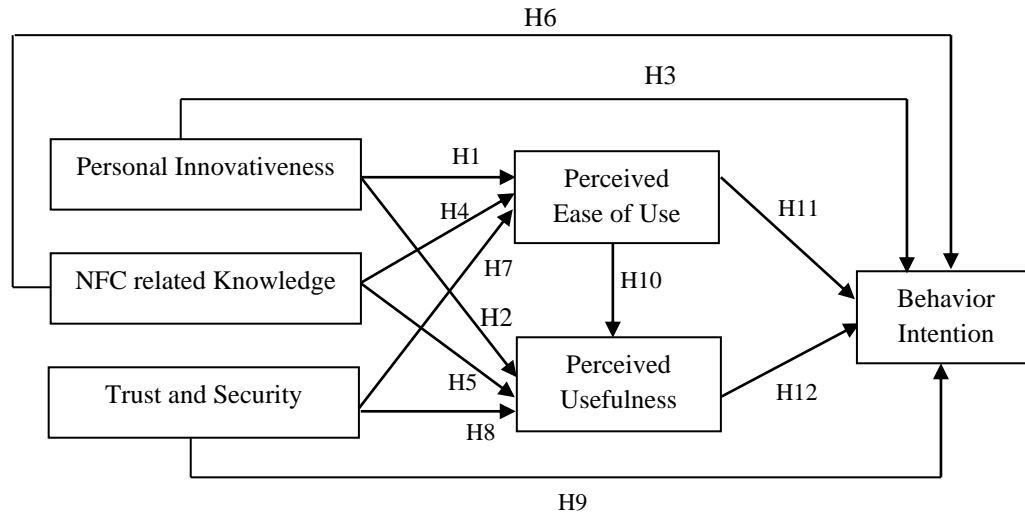 H6
H3
Personal Innovativeness
H1
Perceived
Ease of Use
H4
H11
H7
NFC related Knowledge
H10
Behavior
Intention
H2
Perceived
Usefulness
H5
Trust and Security
H12
H8
H9